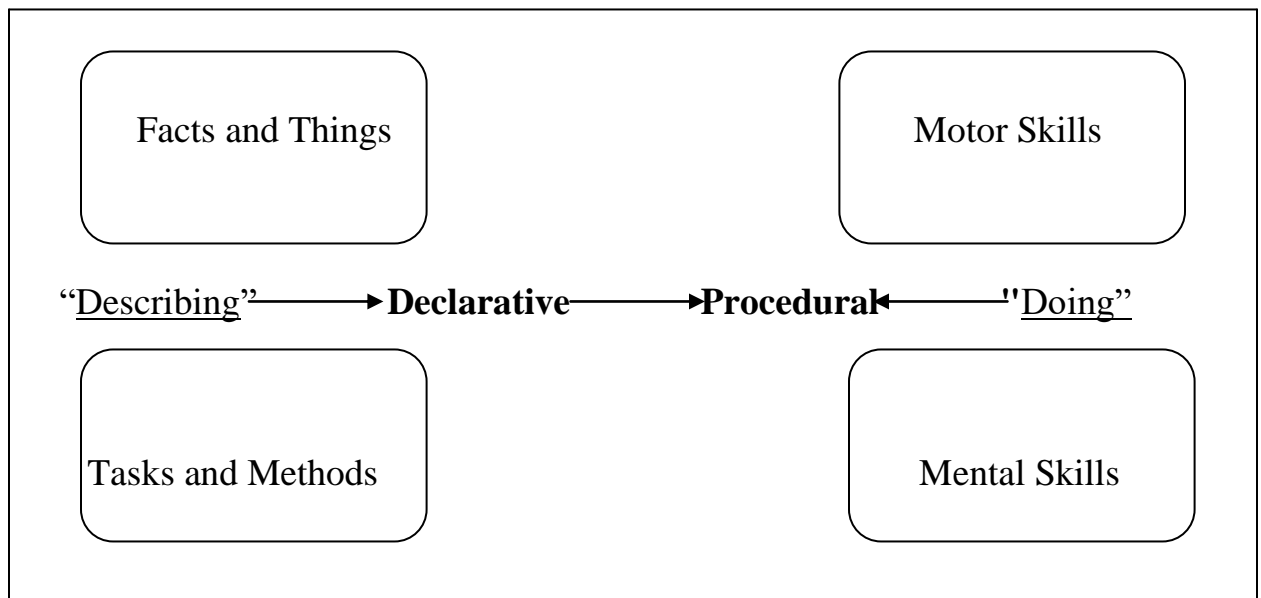 Facts and Things
Motor Skills
“Describing” Declarative Procedural "Doing”
Tasks and Methods
Mental Skills